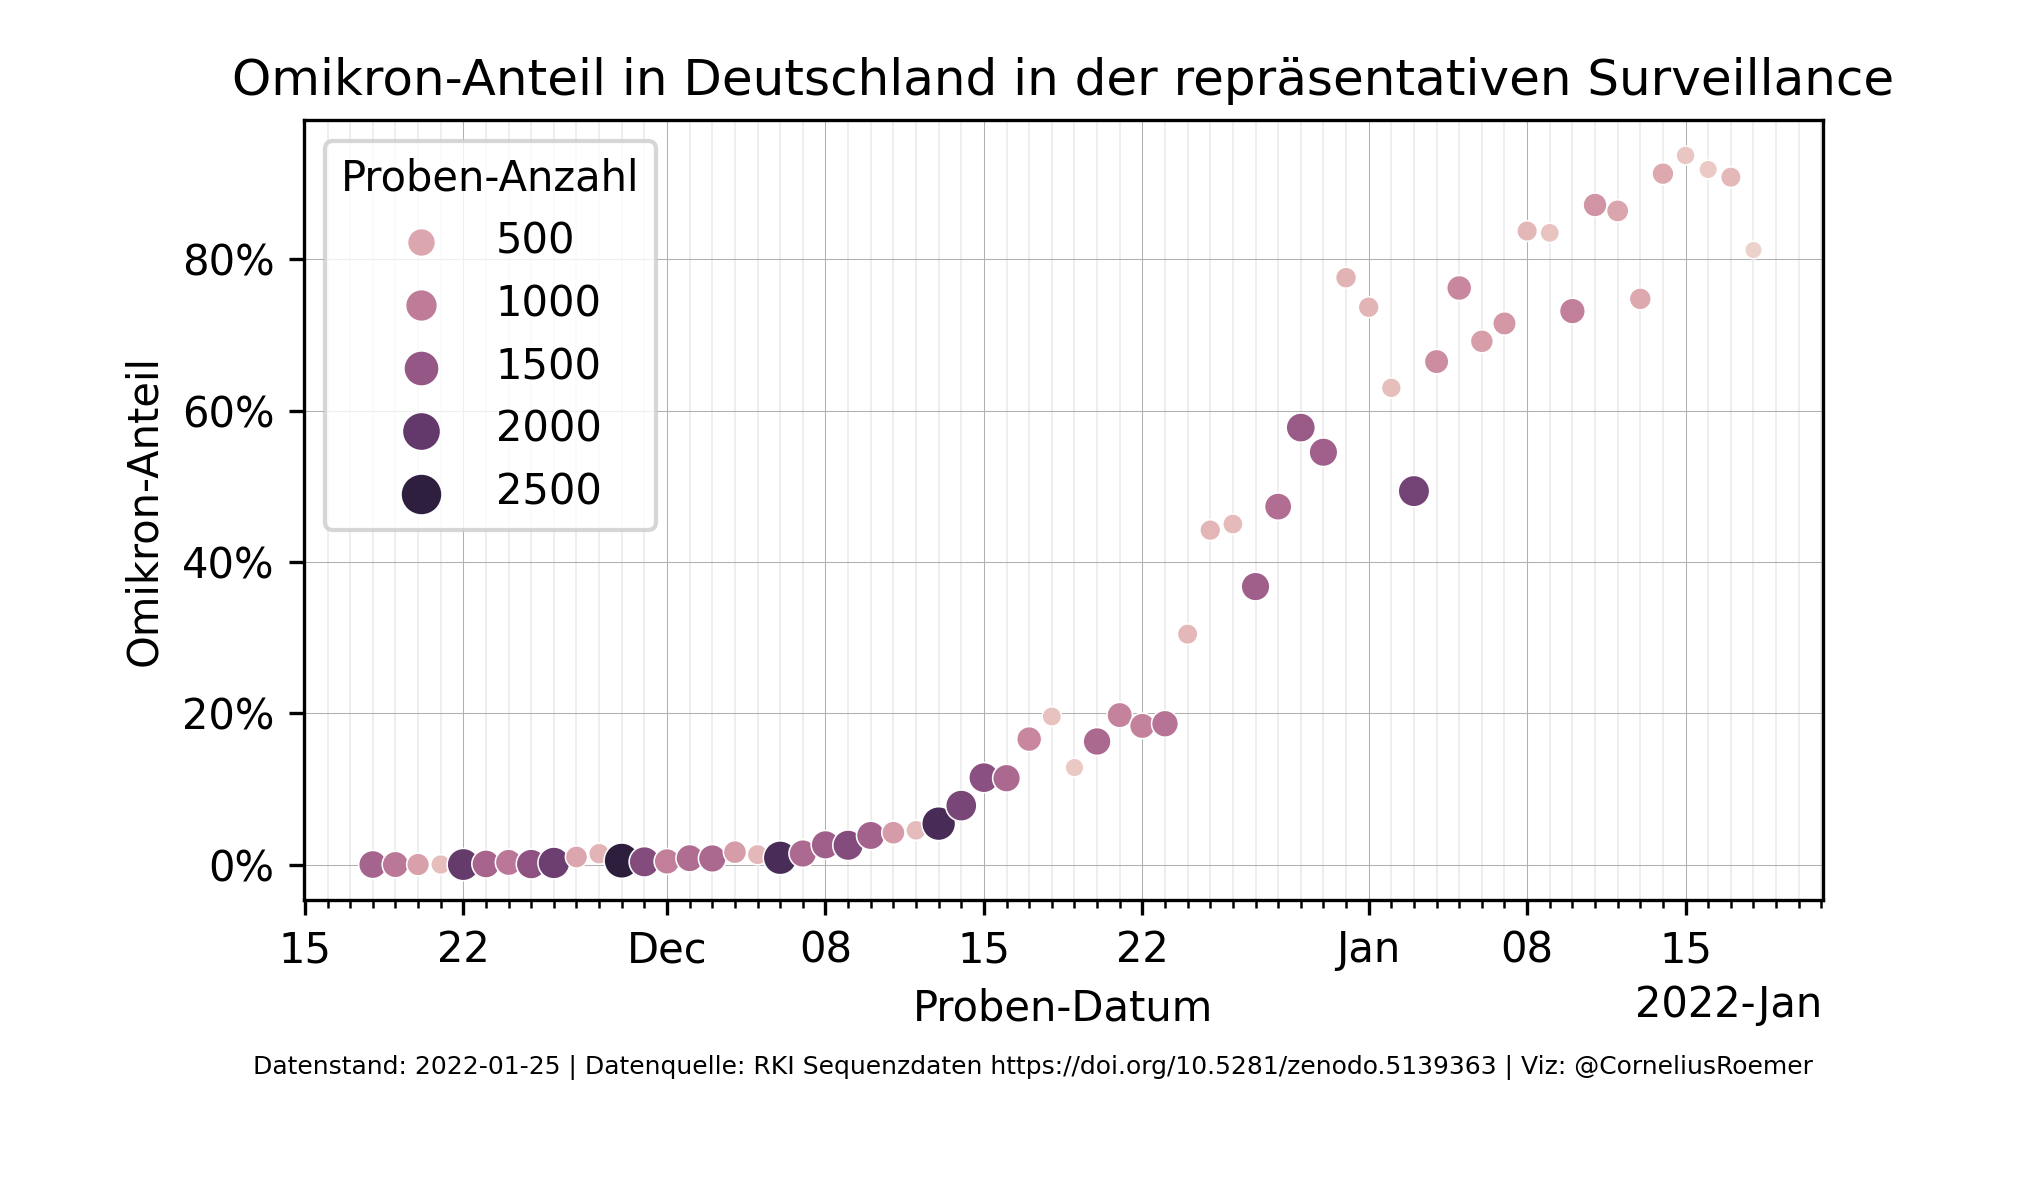 Omikron-Anteil in Deutschland in der repräsentativen Surveillance
Proben-Anzahl
500
1000
1500
2000
2500
Omikron-Anteil
80%
60%
40%
20%
0%
15 22 Dec 08 15 22 Jan 08 15
Proben-Datum
2022-Jan
Datenstand: 2022-01-25 | Datenquelle: RKI Sequenzdaten https://doi.org/10.5281/zenodo.5139363 | Viz: @CorneliusRoemer